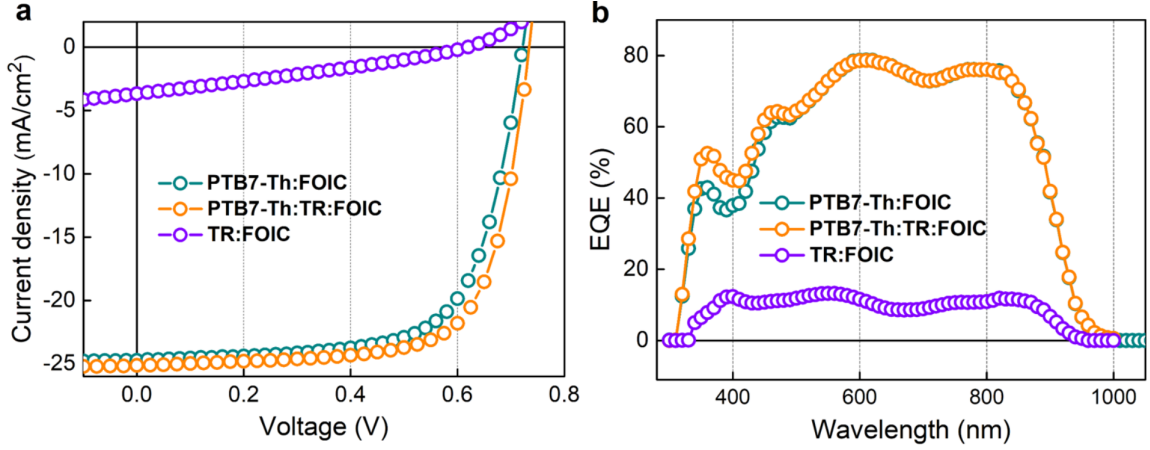 a
Current density (mA/cm²)
0
-5
-10
-15
-20
-25
PTB7-Th:FOIC
PTB7-Th:TR:FOIC
TR:FOIC
0.0 0.2 0.4 0.6 0.8
Voltage (V)
b
EQE (%)
80
60
40
20
0
PTB7-Th:FOIC
PTB7-Th:TR:FOIC
TR:FOIC
400 600 800 1000
Wavelength (nm)